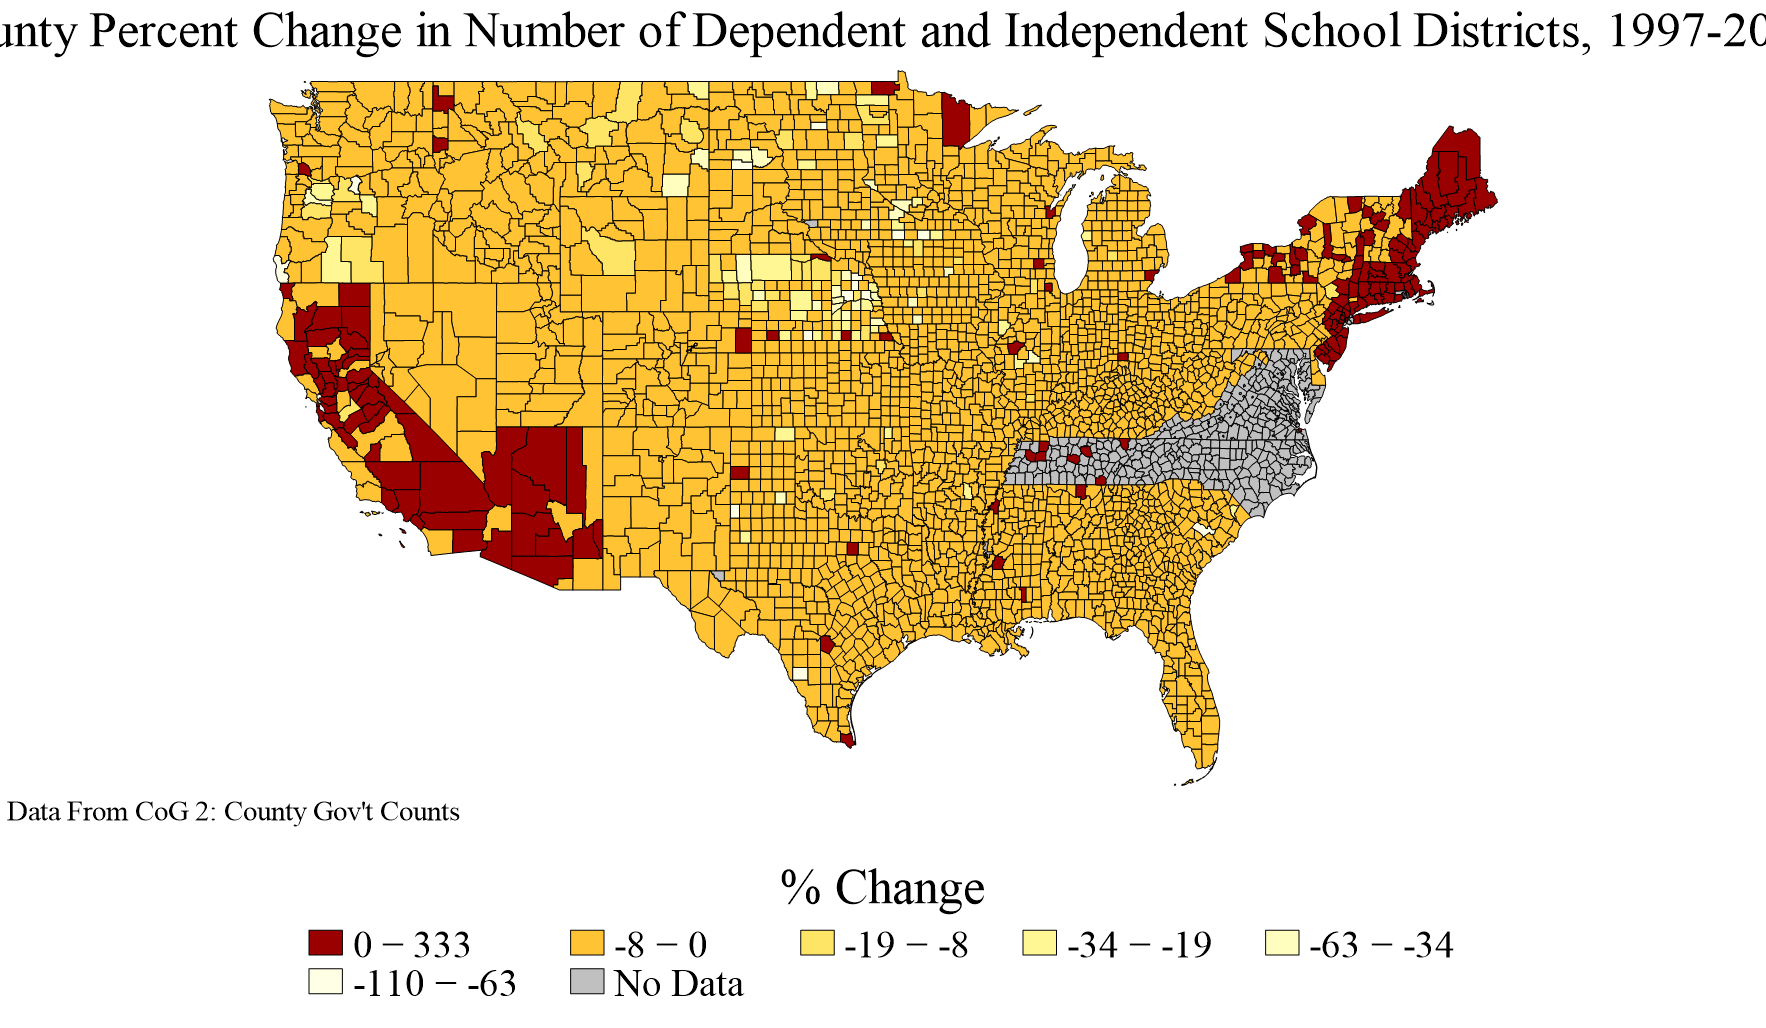 unty Percent Change in Number of Dependent and Independent School Districts, 1997-20
Data From CoG 2: County Gov't Counts
% Change
0 − 333
-8 − 0
-19 − -8
-34 − -19
-63 − -34
-110 − -63
No Data